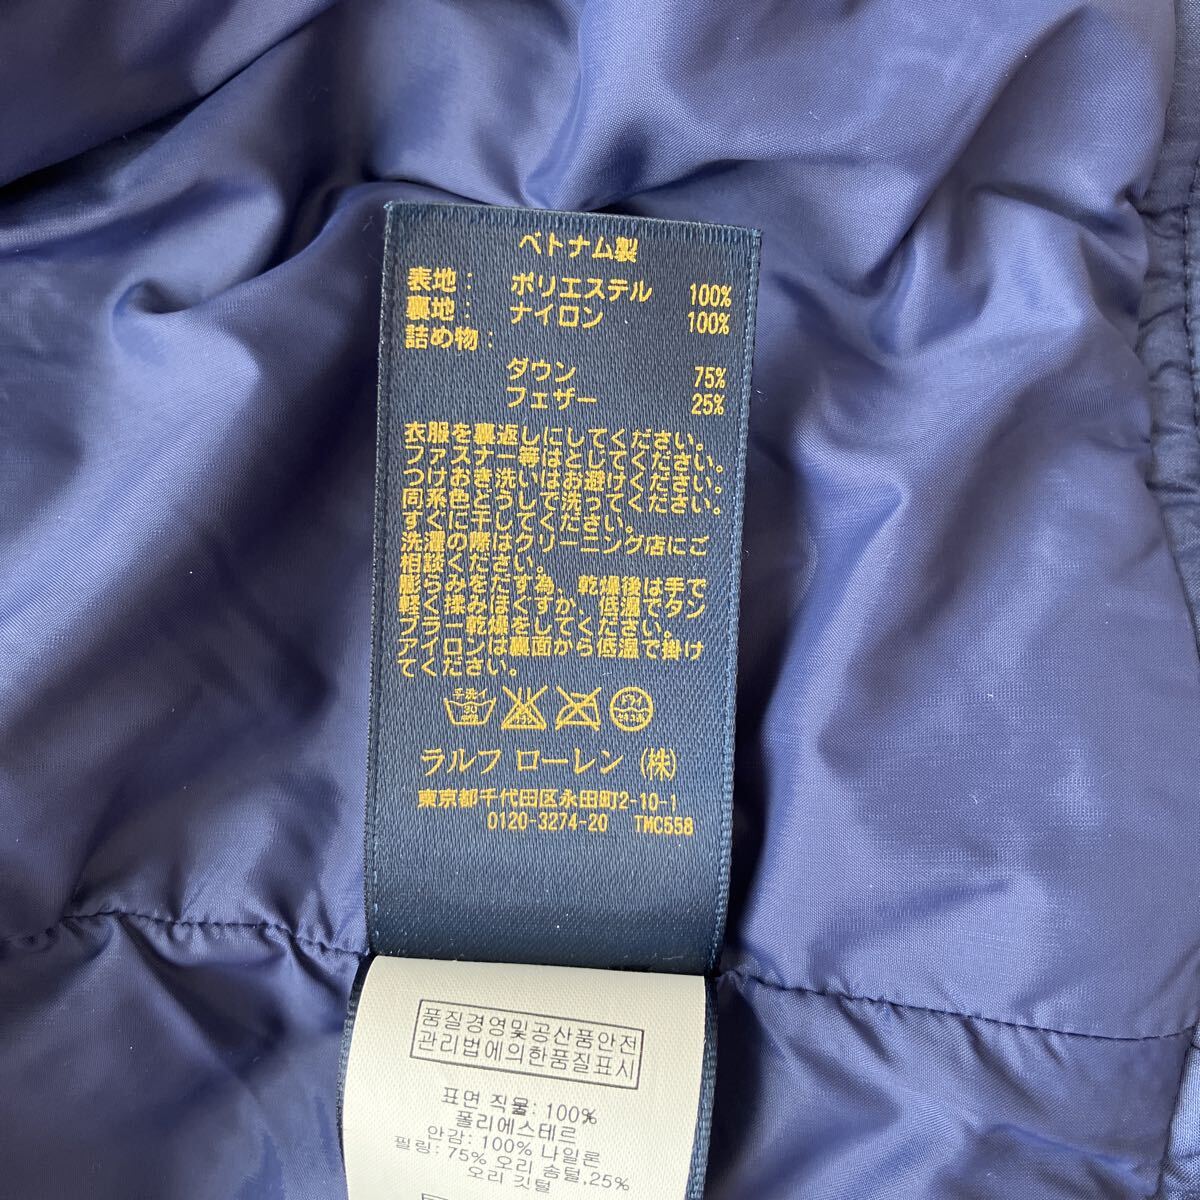 ベトナム製
表地: ポリエステル 100%
裏地: ナイロン 100%
詰め物:
ダウン 75%
フェザー 25%
衣服を裏返しにしてください。
ファスナー等はとしてください。
つけおき洗いはお避けください。
同系色どうしで洗ってください。
すぐに干してください。
洗濯の際はクリーニング店にご
相談ください。
膨らみをだす為、乾燥後は手で
軽く揉みほぐすか、低温でタン
ブラー乾燥をしてください。
アイロンは裏面から低温で掛け
てください。
手洗イ
30
ドライ
ラルフ ローレン (株)
東京都千代田区永田町2-10-1
0120-3274-20 TMC558
품질경영및공산품안전
관리법에의한품질표시
표면 직물: 100%
폴리에스테르
안감: 100% 나일론
필링: 75% 오리 솜털,25%
오리 깃털